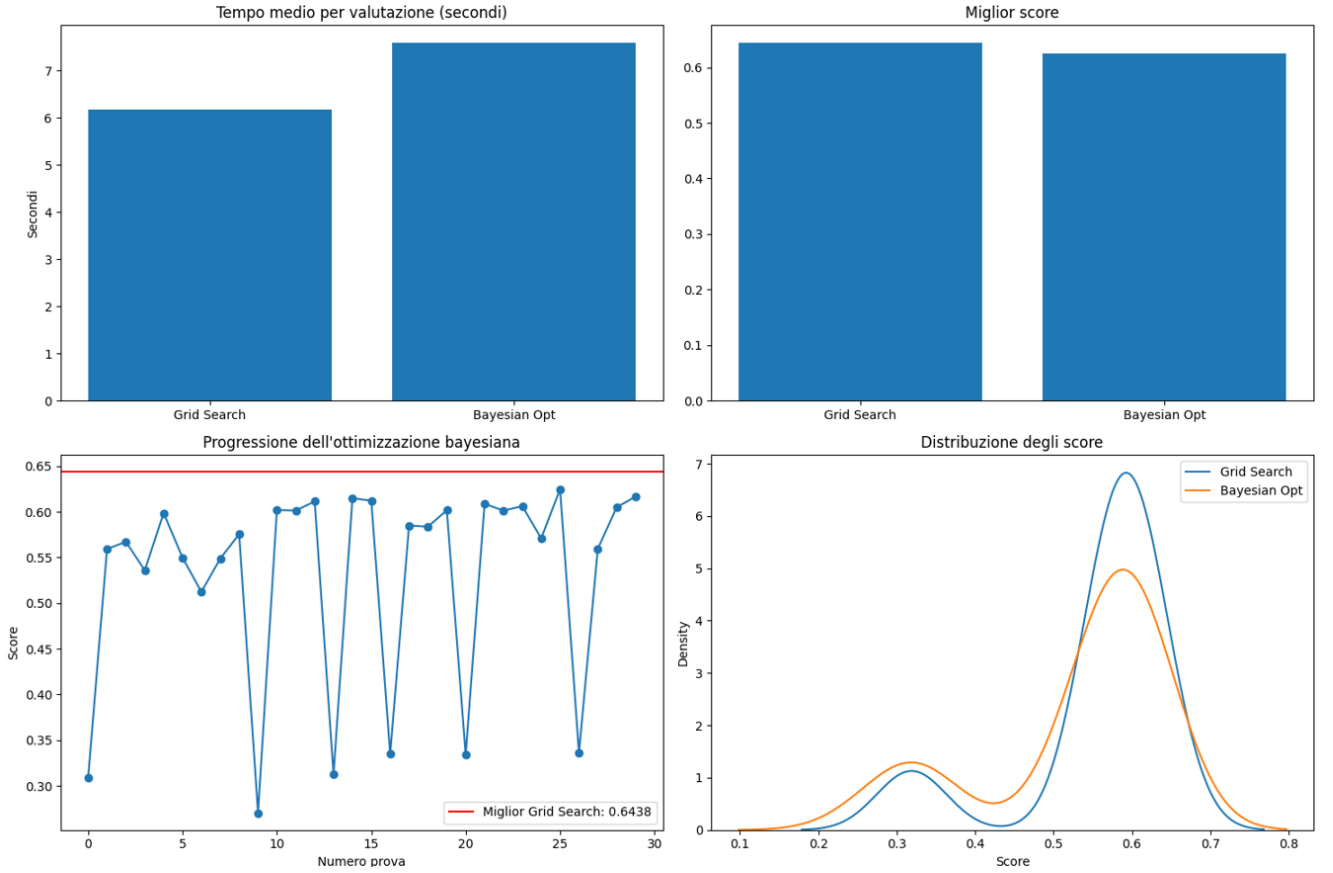 Tempo medio per valutazione (secondi)
Secondi
7
6
5
4
3
2
1
0
Grid Search
Bayesian Opt
Miglior score
0.6
0.5
0.4
0.3
0.2
0.1
0.0
Grid Search
Bayesian Opt
Progressione dell'ottimizzazione bayesiana
Score
0.65
0.60
0.55
0.50
0.45
0.40
0.35
0.30
Miglior Grid Search: 0.6438
0
5
10
15
20
25
30
Numero prova
Distribuzione degli score
Density
7
6
5
4
3
2
1
0
Grid Search
Bayesian Opt
0.1
0.2
0.3
0.4
0.5
0.6
0.7
0.8
Score